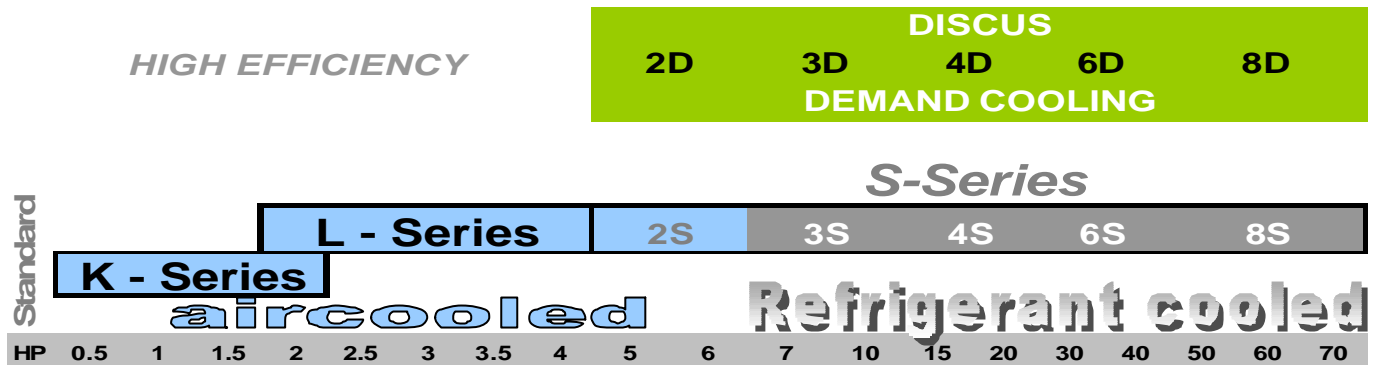 DISCUS
HIGH EFFICIENCY 2D 3D 4D 6D 8D
DEMAND COOLING
S-Series
Standard
L - Series 2S 3S 4S 6S 8S
K - Series
aircooled Refrigerant cooled
HP 0.5 1 1.5 2 2.5 3 3.5 4 5 6 7 10 15 20 30 40 50 60 70